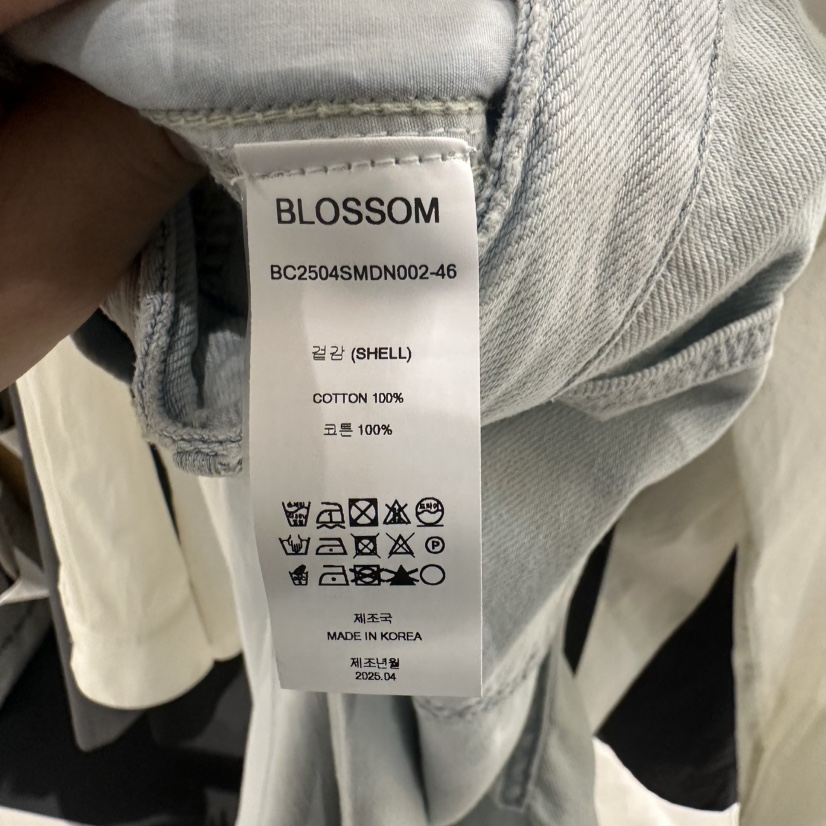 BLOSSOM
BC2504SMDN002-46
겉감 (SHELL)
COTTON 100%
코튼 100%
1
P
제조국
MADE IN KOREA
제조년월
2025.04